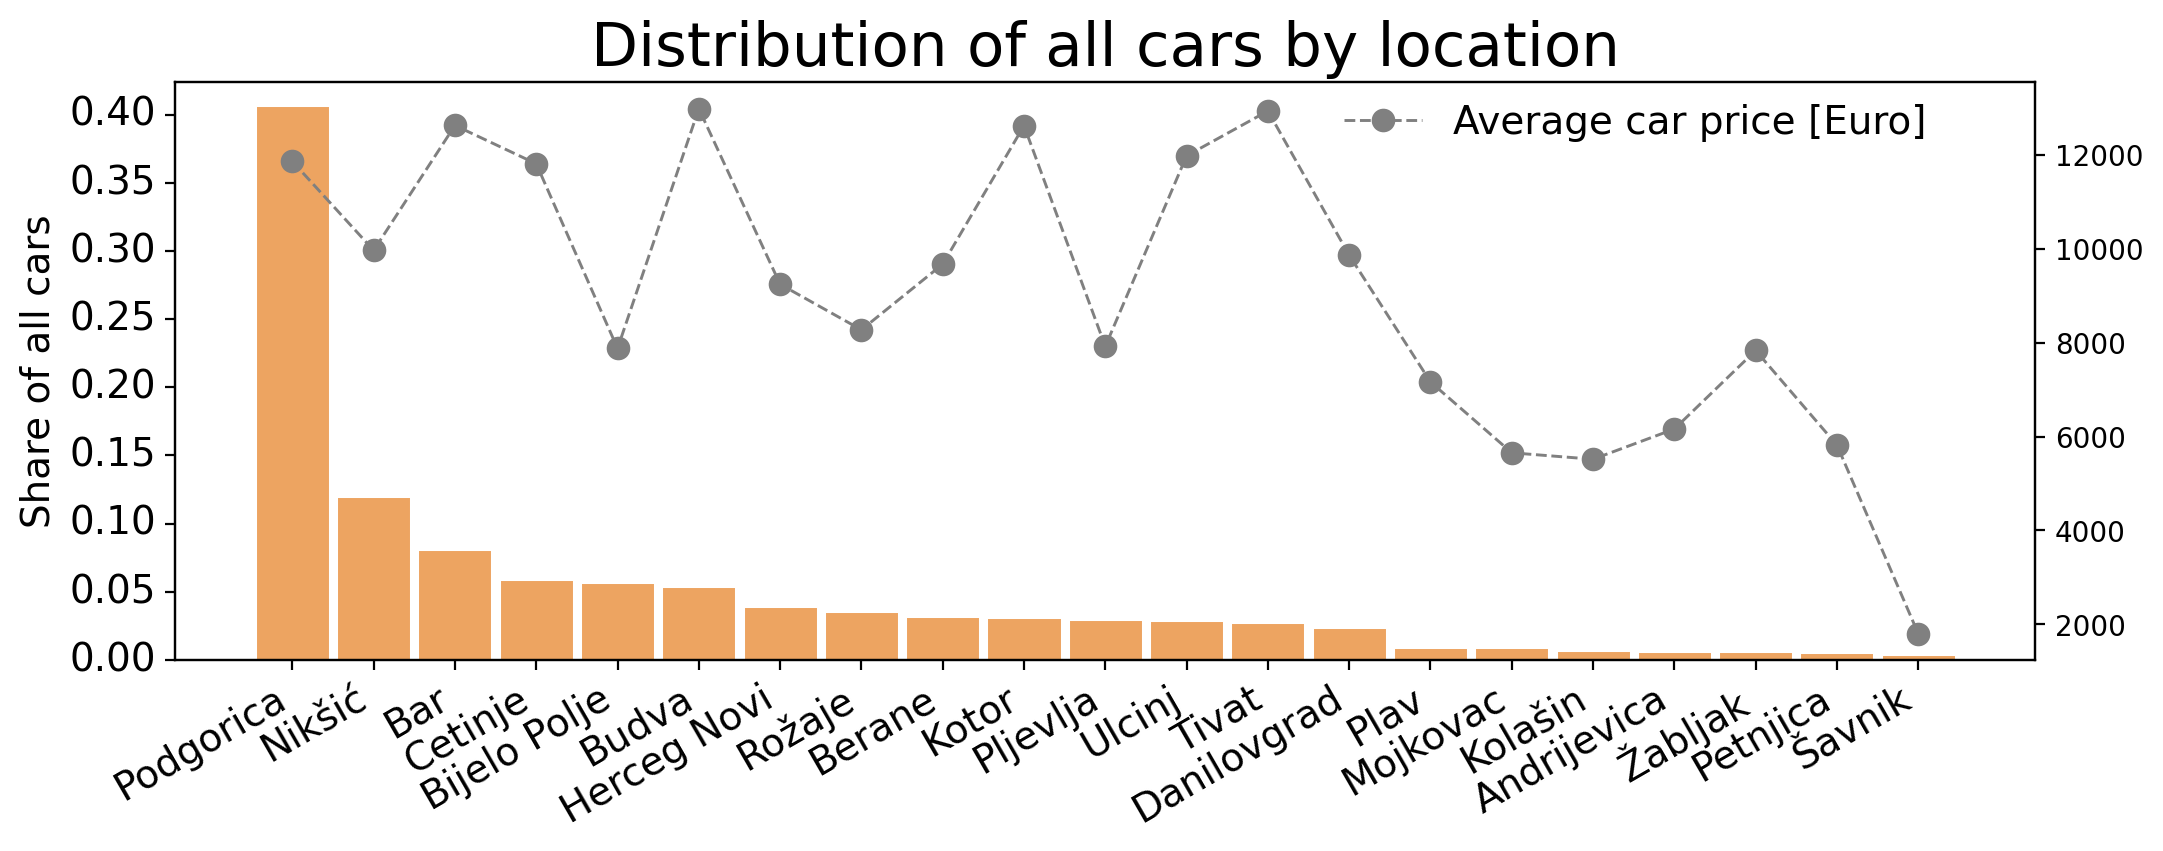 Distribution of all cars by location
Average car price [Euro]
Share of all cars
0.40
0.35
0.30
0.25
0.20
0.15
0.10
0.05
0.00
12000
10000
8000
6000
4000
2000
Podgorica
Nikšić
Bar
Cetinje
Bijelo Polje
Budva
Herceg Novi
Rožaje
Berane
Kotor
Pljevlja
Ulcinj
Tivat
Danilovgrad
Plav
Mojkovac
Kolašin
Andrijevica
Žabljak
Petnjica
Šavnik